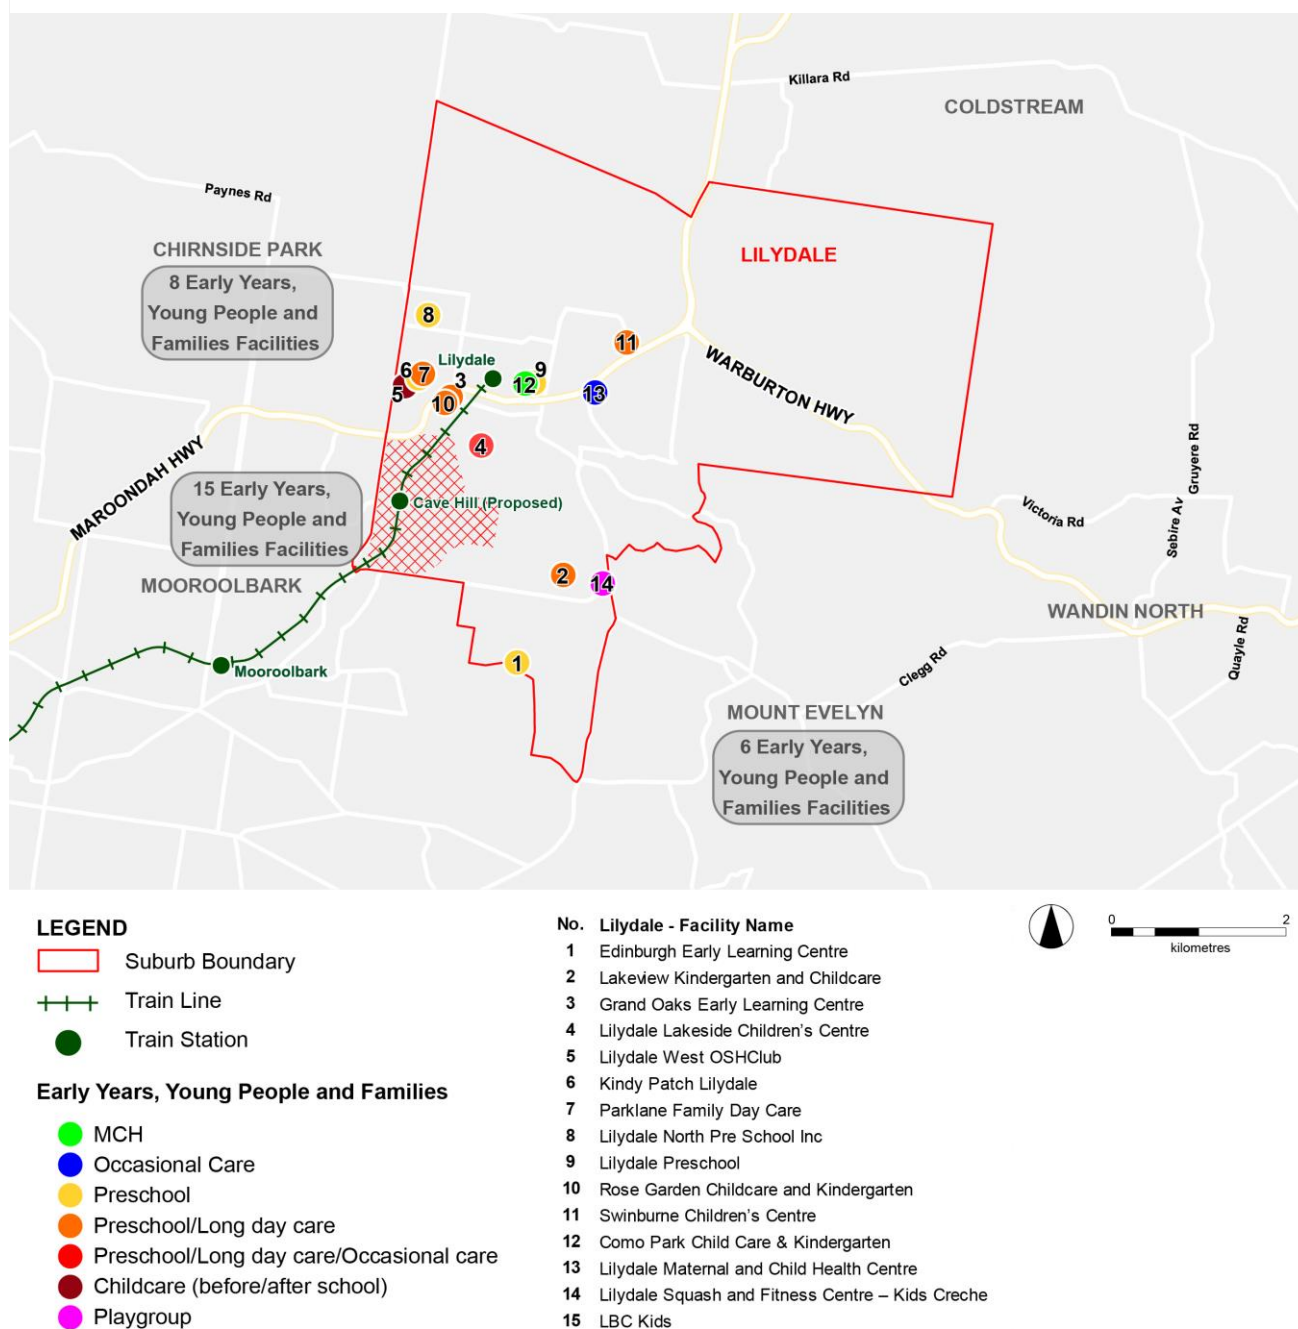 Killara Rd
COLDSTREAM
Paynes Rd
CHIRNSIDE PARK
8 Early Years,
Young People and
Families Facilities
LILYDALE
8
11
Lilydale
6
7
5
3
10
12
9
13
WARBURTON HWY
MAROONDAH HWY
4
15 Early Years,
Young People and
Families Facilities
Cave Hill (Proposed)
MOOROOLBARK
Gruyere Rd
Victoria Rd
Sebire Av
2
14
WANDIN NORTH
1
Mooroolbark
Clegg Rd
Quayle Rd
MOUNT EVELYN
6 Early Years,
Young People and
Families Facilities
LEGEND
Suburb Boundary
Train Line
Train Station
Early Years, Young People and Families
MCH
Occasional Care
Preschool
Preschool/Long day care
Preschool/Long day care/Occasional care
Childcare (before/after school)
Playgroup
No. Lilydale - Facility Name
1 Edinburgh Early Learning Centre
2 Lakeview Kindergarten and Childcare
3 Grand Oaks Early Learning Centre
4 Lilydale Lakeside Children's Centre
5 Lilydale West OSHClub
6 Kindy Patch Lilydale
7 Parklane Family Day Care
8 Lilydale North Pre School Inc
9 Lilydale Preschool
10 Rose Garden Childcare and Kindergarten
11 Swinburne Children's Centre
12 Como Park Child Care & Kindergarten
13 Lilydale Maternal and Child Health Centre
14 Lilydale Squash and Fitness Centre – Kids Creche
15 LBC Kids
0 2
kilometres